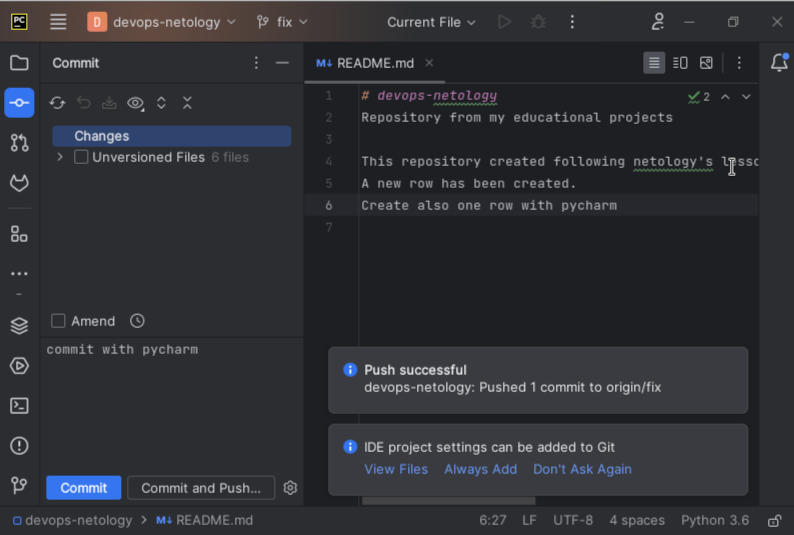 PC
D devops-netology
fix
Current File
Commit
M↓ README.md
Changes
Unversioned Files 6 files
Amend
commit with pycharm
Commit
Commit and Push...
2
1 # devops-netology
2 Repository from my educational projects
3
4 This repository created following netology's lesso
5 A new row has been created.
6 Create also one row with pycharm
7
Push successful
devops-netology: Pushed 1 commit to origin/fix
IDE project settings can be added to Git
View Files Always Add Don't Ask Again
devops-netology > M↓ README.md
6:27 LF UTF-8 4 spaces Python 3.6